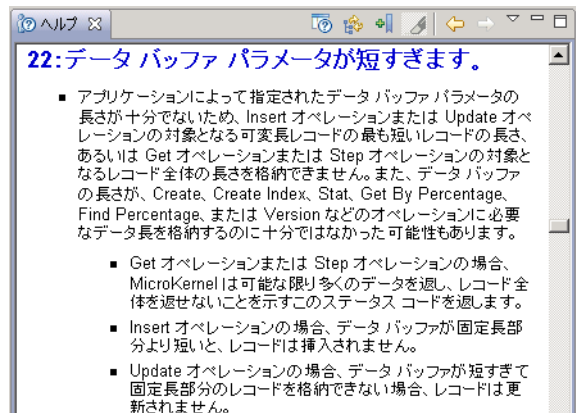 ヘルプ
22:データ バッファ パラメータが短すぎます。
■ アプリケーションによって指定されたデータ バッファ パラメータの
長さが十分でないため、Insert オペレーションまたは Update オペ
レーションの対象となる可変長レコードの最も短いレコードの長さ、
あるいは Get オペレーションまたは Step オペレーションの対象と
なるレコード全体の長さを格納できません。また、データ バッファ
の長さが、Create、Create Index、Stat、Get By Percentage、
Find Percentage、または Version などのオペレーションに必要
なデータ長を格納するのに十分ではなかった可能性もあります。
■ Get オペレーションまたは Step オペレーションの場合、
MicroKernel は可能な限り多くのデータを返し、レコード全
体を返せないことを示すこのステータス コードを返します。
■ Insert オペレーションの場合、データ バッファが固定長部
分より短いと、レコードは挿入されません。
■ Update オペレーションの場合、データ バッファが短すぎて
固定長部分のレコードを格納できない場合、レコードは更
新されません。